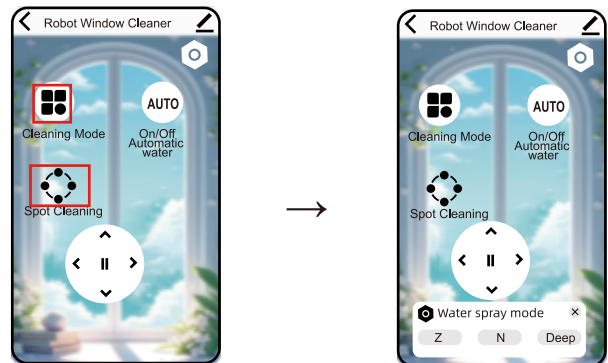 Robot Window Cleaner
AUTO
Cleaning Mode
On/Off
Automatic
water
Spot Cleaning
→
Robot Window Cleaner
AUTO
Cleaning Mode
On/Off
Automatic
water
Spot Cleaning
Water spray mode ×
Z N Deep